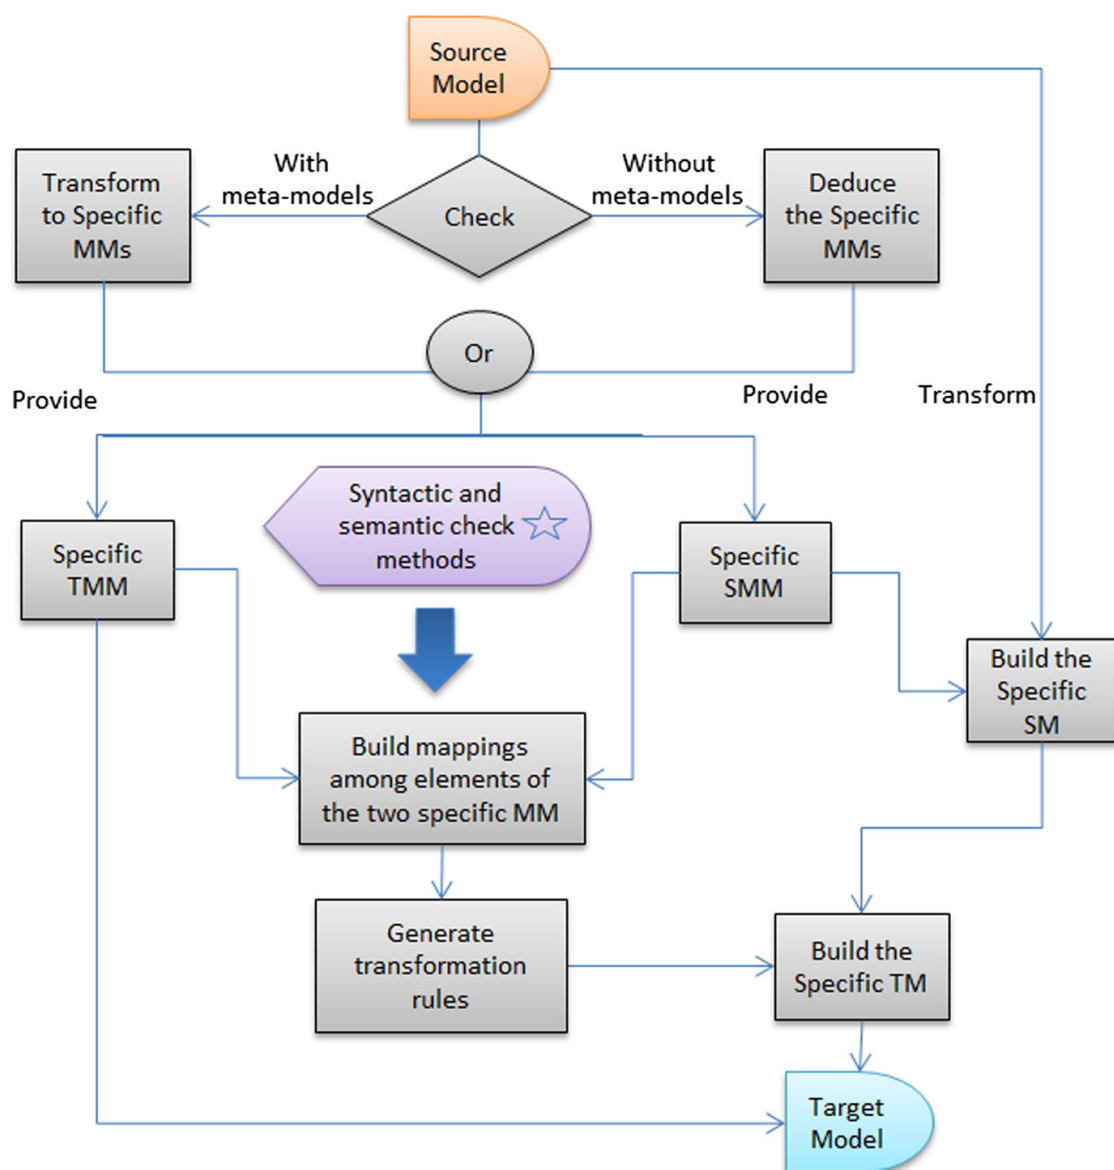 Source
Model
With
meta-models
Without
meta-models
Transform
to Specific
MMs
Check
Deduce
the Specific
MMs
Or
Provide
Provide
Transform
Syntactic and
semantic check
methods
Specific
TMM
Specific
SMM
Build the
Specific
SM
Build mappings
among elements of
the two specific MM
Generate
transformation
rules
Build the
Specific TM
Target
Model